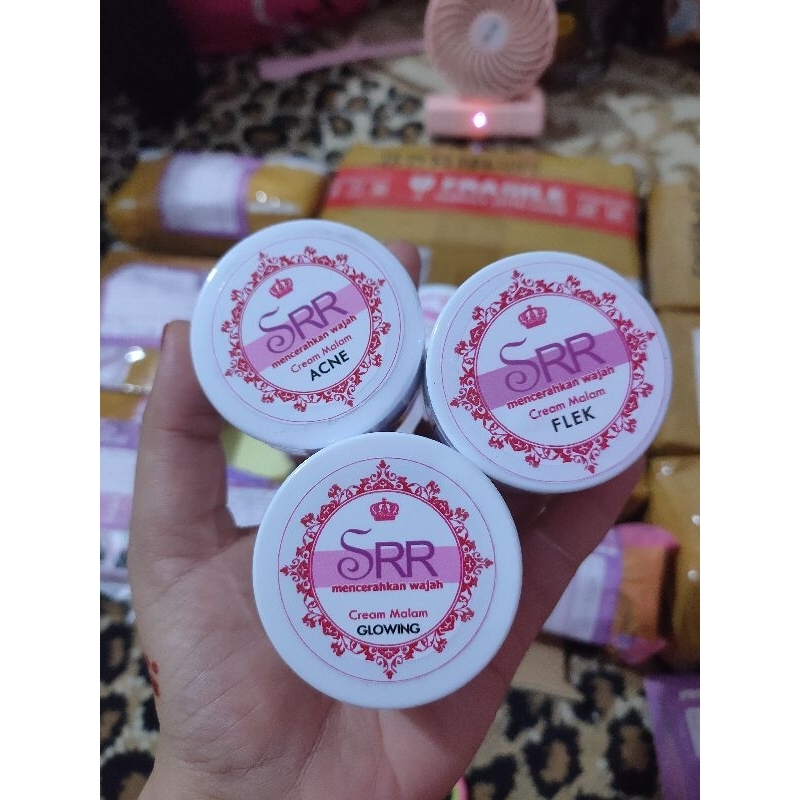 FRAGILE
SRR
mencerahkan wajah
Cream Malam
ACNE
SRR
mencerahkan wajah
Cream Malam
FLEK
SRR
mencerahkan wajah
Cream Malam
GLOWING